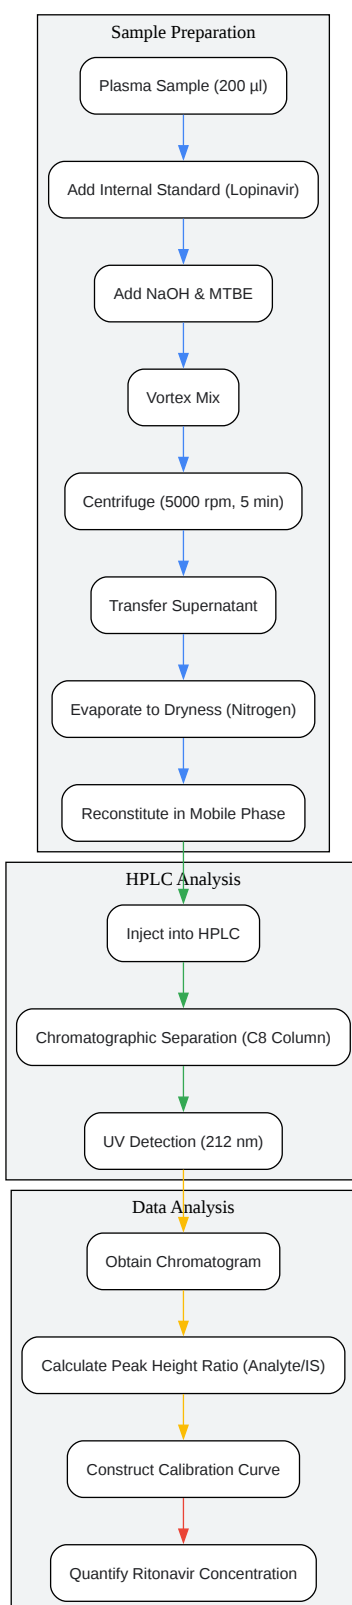 Sample Preparation
Plasma Sample (200 µl)
Add Internal Standard (Lopinavir)
Add NaOH & MTBE
Vortex Mix
Centrifuge (5000 rpm, 5 min)
Transfer Supernatant
Evaporate to Dryness (Nitrogen)
Reconstitute in Mobile Phase
HPLC Analysis
Inject into HPLC
Chromatographic Separation (C8 Column)
UV Detection (212 nm)
Data Analysis
Obtain Chromatogram
Calculate Peak Height Ratio (Analyte/IS)
Construct Calibration Curve
Quantify Ritonavir Concentration